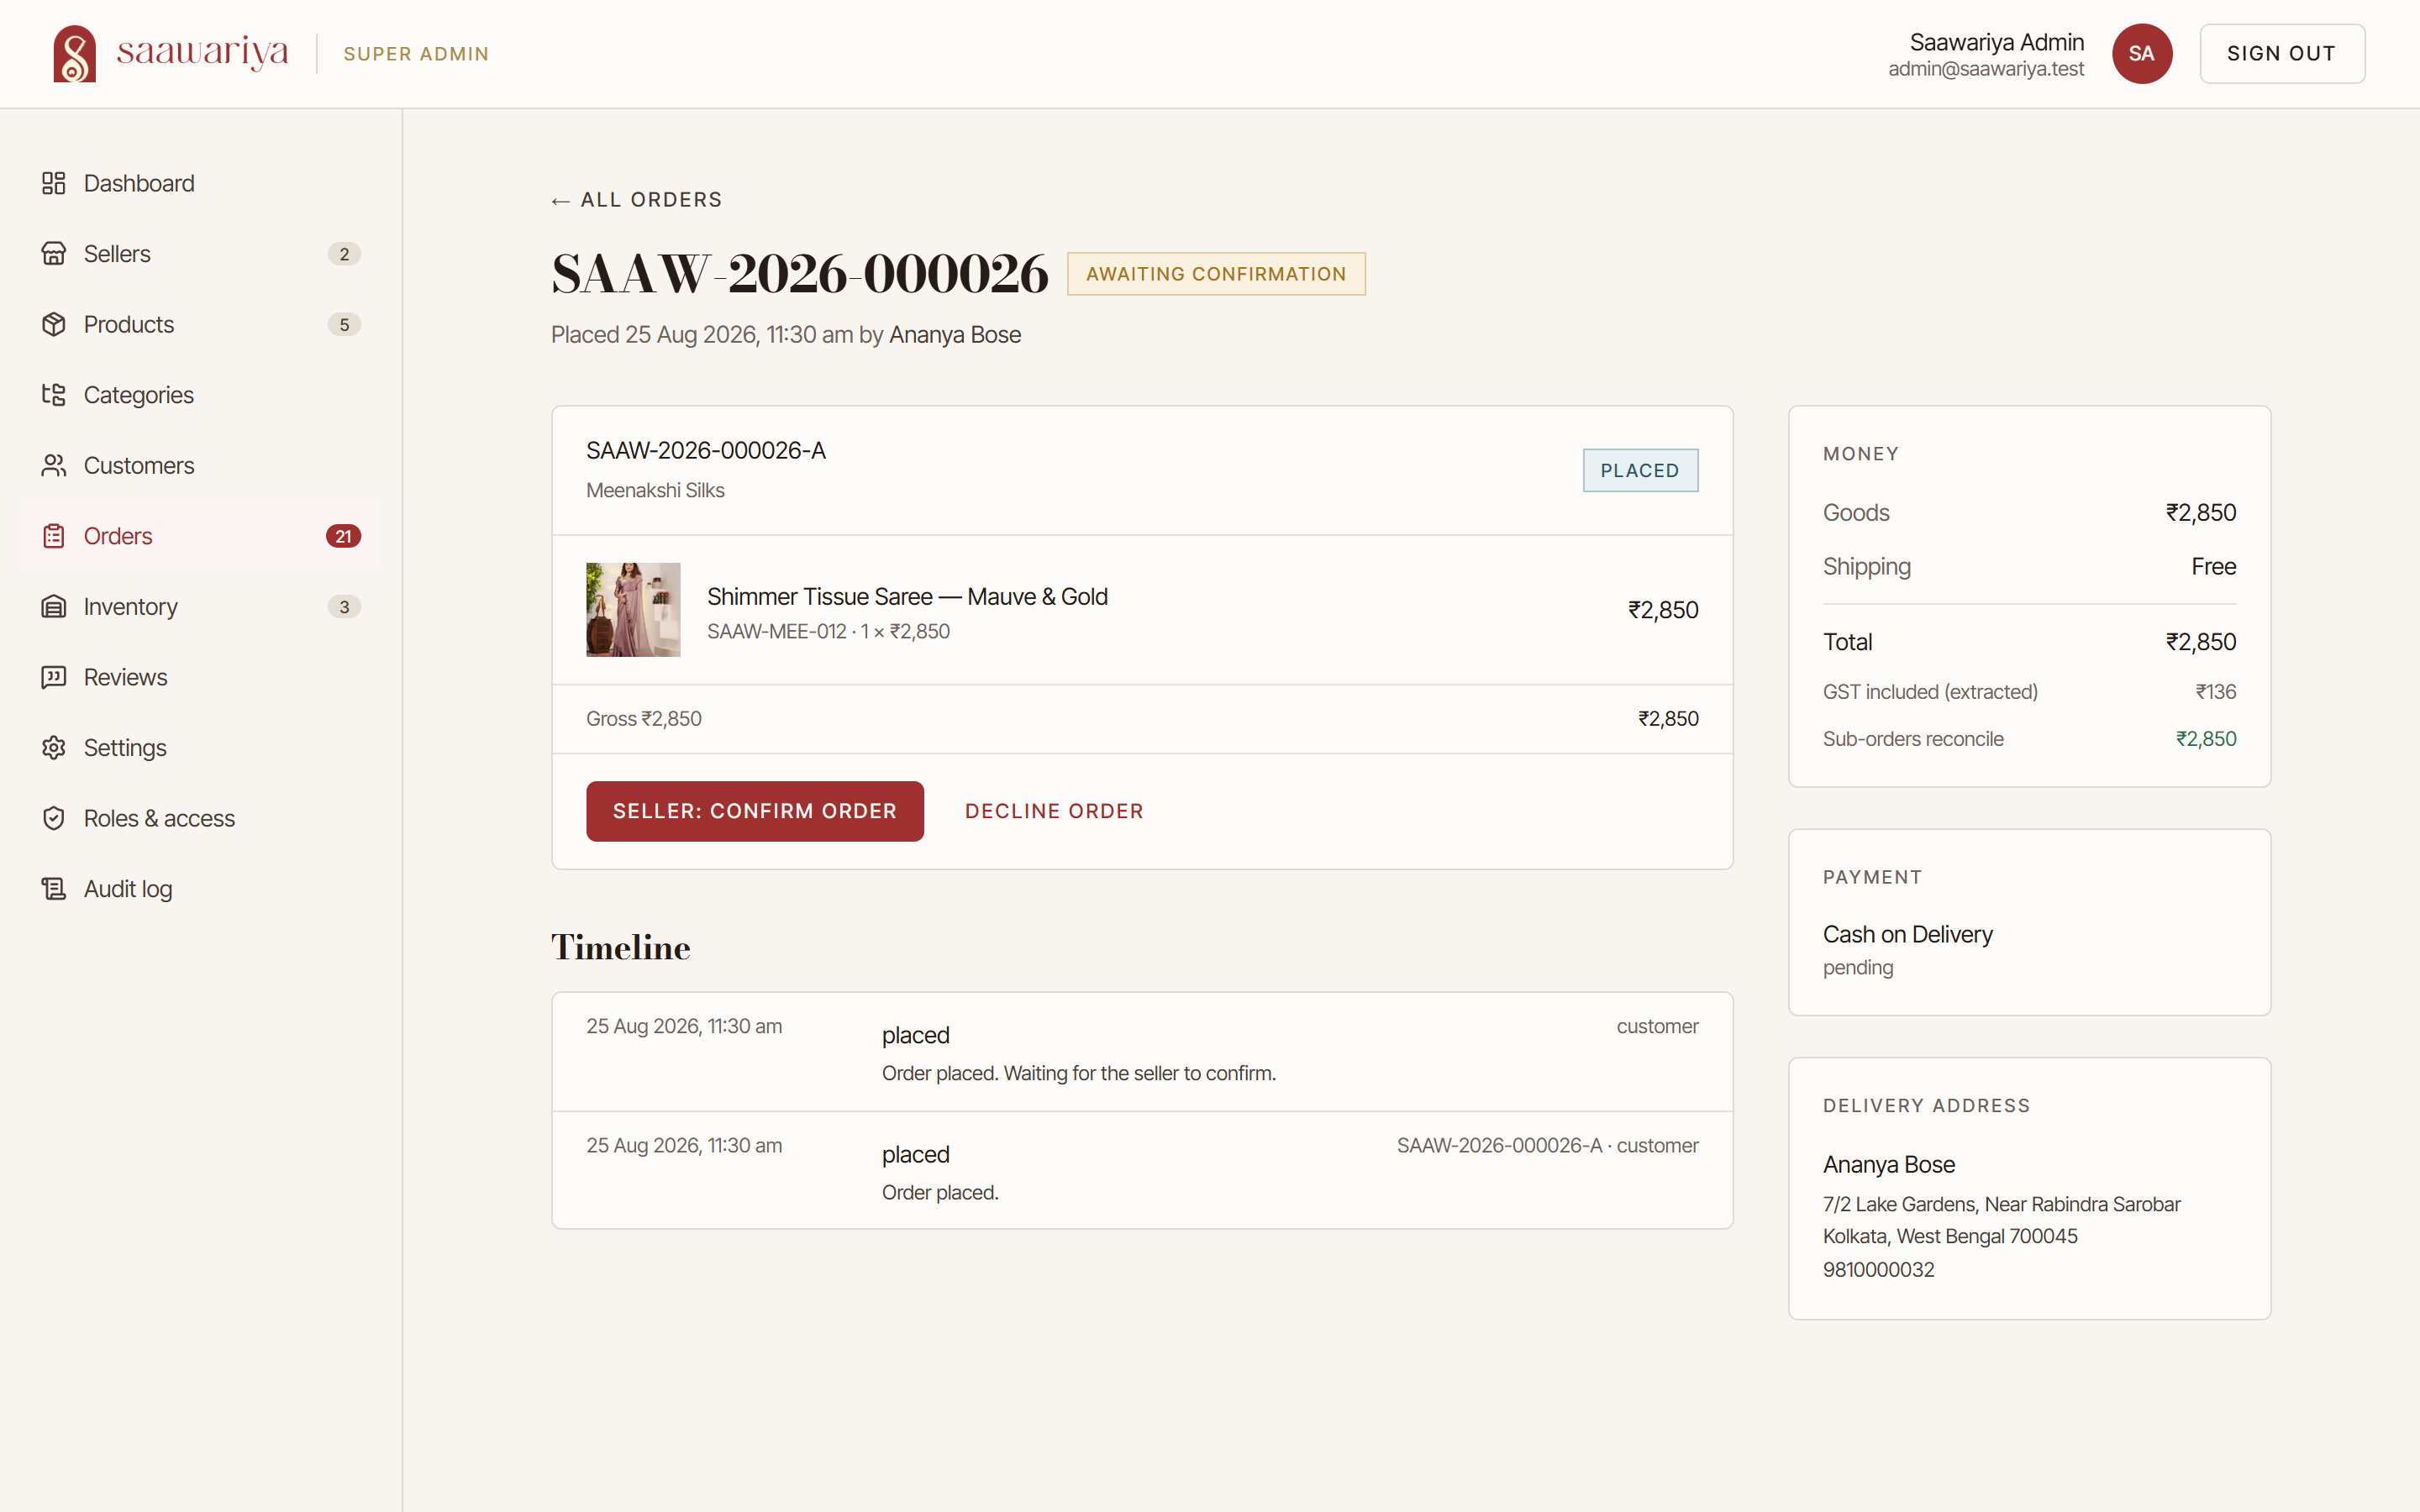 saawariya
SUPER ADMIN
Saawariya Admin
admin@saawariya.test
SA
SIGN OUT
Dashboard
Sellers 2
Products 5
Categories
Customers
Orders 21
Inventory 3
Reviews
Settings
Roles & access
Audit log
← ALL ORDERS
SAAW-2026-000026 AWAITING CONFIRMATION
Placed 25 Aug 2026, 11:30 am by Ananya Bose
SAAW-2026-000026-A
Meenakshi Silks
PLACED
Shimmer Tissue Saree — Mauve & Gold
SAAW-MEE-012 · 1 × ₹2,850
₹2,850
Gross ₹2,850 ₹2,850
SELLER: CONFIRM ORDER DECLINE ORDER
Timeline
25 Aug 2026, 11:30 am placed customer
Order placed. Waiting for the seller to confirm.
25 Aug 2026, 11:30 am placed SAAW-2026-000026-A · customer
Order placed.
MONEY
Goods ₹2,850
Shipping Free
Total ₹2,850
GST included (extracted) ₹136
Sub-orders reconcile ₹2,850
PAYMENT
Cash on Delivery
pending
DELIVERY ADDRESS
Ananya Bose
7/2 Lake Gardens, Near Rabindra Sarobar
Kolkata, West Bengal 700045
9810000032